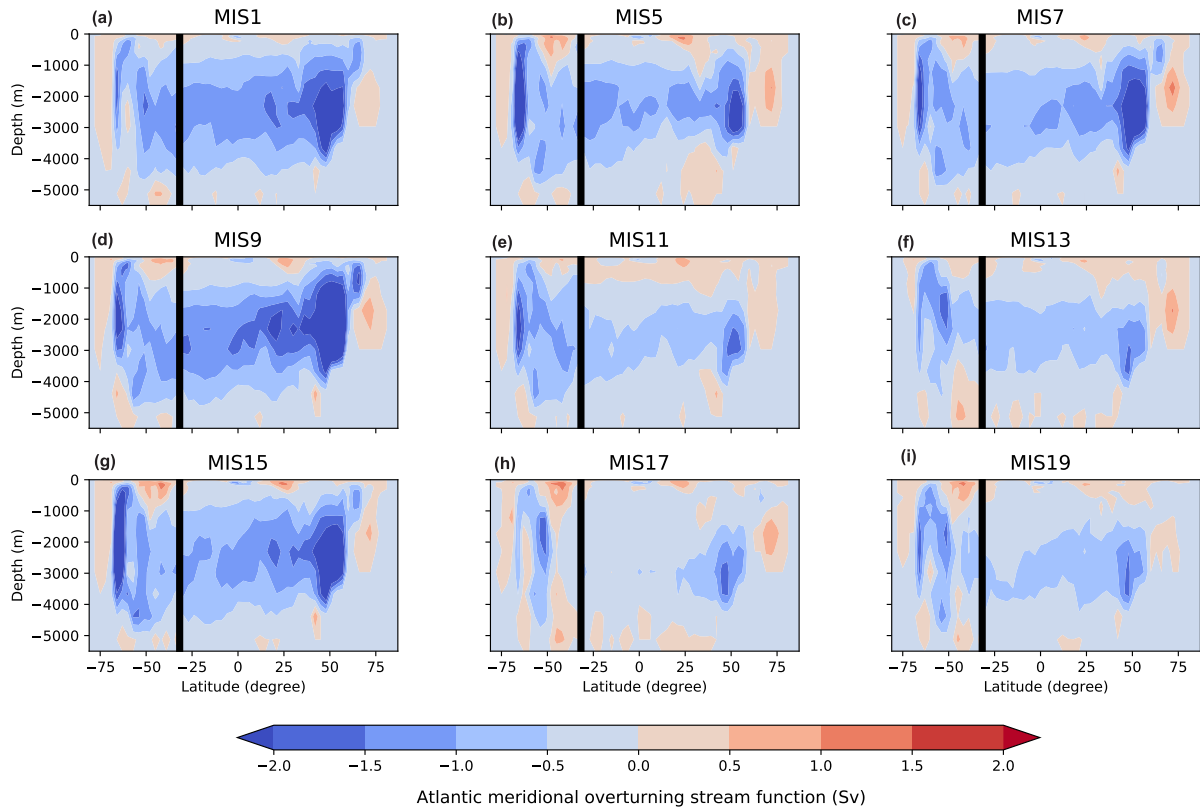 (a) MIS1 (b) MIS5 (c) MIS7
0 −1000 −2000 −3000 −4000 −5000
Depth (m)
−75 −50 −25 0 25 50 75 −75 −50 −25 0 25 50 75 −75 −50 −25 0 25 50 75
(d) MIS9 (e) MIS11 (f) MIS13
0 −1000 −2000 −3000 −4000 −5000
Depth (m)
(g) MIS15 (h) MIS17 (i) MIS19
0 −1000 −2000 −3000 −4000 −5000
Depth (m)
Latitude (degree) Latitude (degree) Latitude (degree)
−2.0 −1.5 −1.0 −0.5 0.0 0.5 1.0 1.5 2.0
Atlantic meridional overturning stream function (Sv)